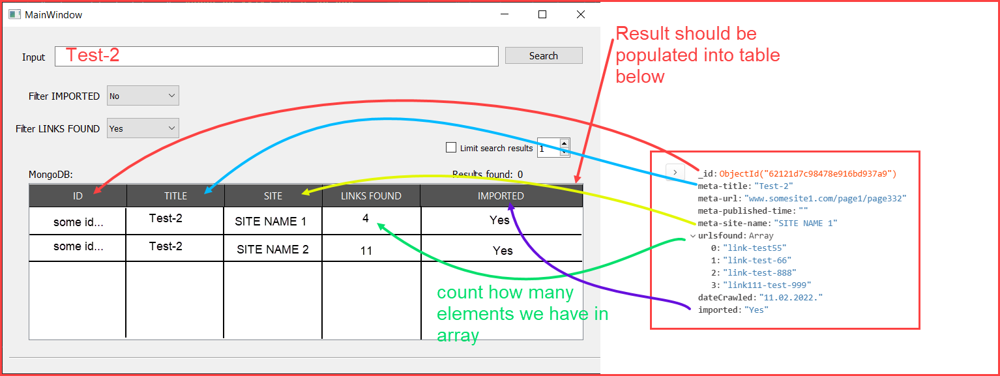 MainWindow
Result should be
populated into table
below
Input
Test-2
Search
Filter IMPORTED
No
Filter LINKS FOUND
Yes
Limit search results
1
MongoDB:
Results found: 0
ID
TITLE
SITE
LINKS FOUND
IMPORTED
some id...
Test-2
SITE NAME 1
4
Yes
some id...
Test-2
SITE NAME 2
11
Yes
count how many
elements we have in
array
_id: ObjectId("62121d7c98478e916bd937a9")
meta-title: "Test-2"
meta-url: "www.somesite1.com/page1/page332"
meta-published-time: ""
meta-site-name: "SITE NAME 1"
urlsfound: Array
0: "link-test55"
1: "link-test-66"
2: "link-test-888"
3: "link111-test-999"
dateCrawled: "11.02.2022."
imported: "Yes"